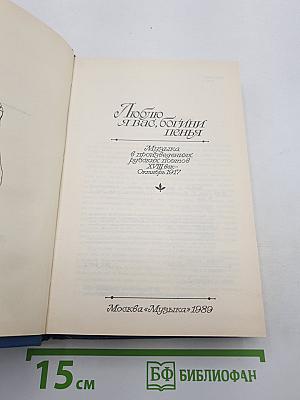 Люблю
я вас, богини
пенья
Музыка
в произведениях
русских поэтов
XVIII век—
Октябрь 1917
Москва «Музыка» 1989
15 см
БФ БИБЛИОФАН